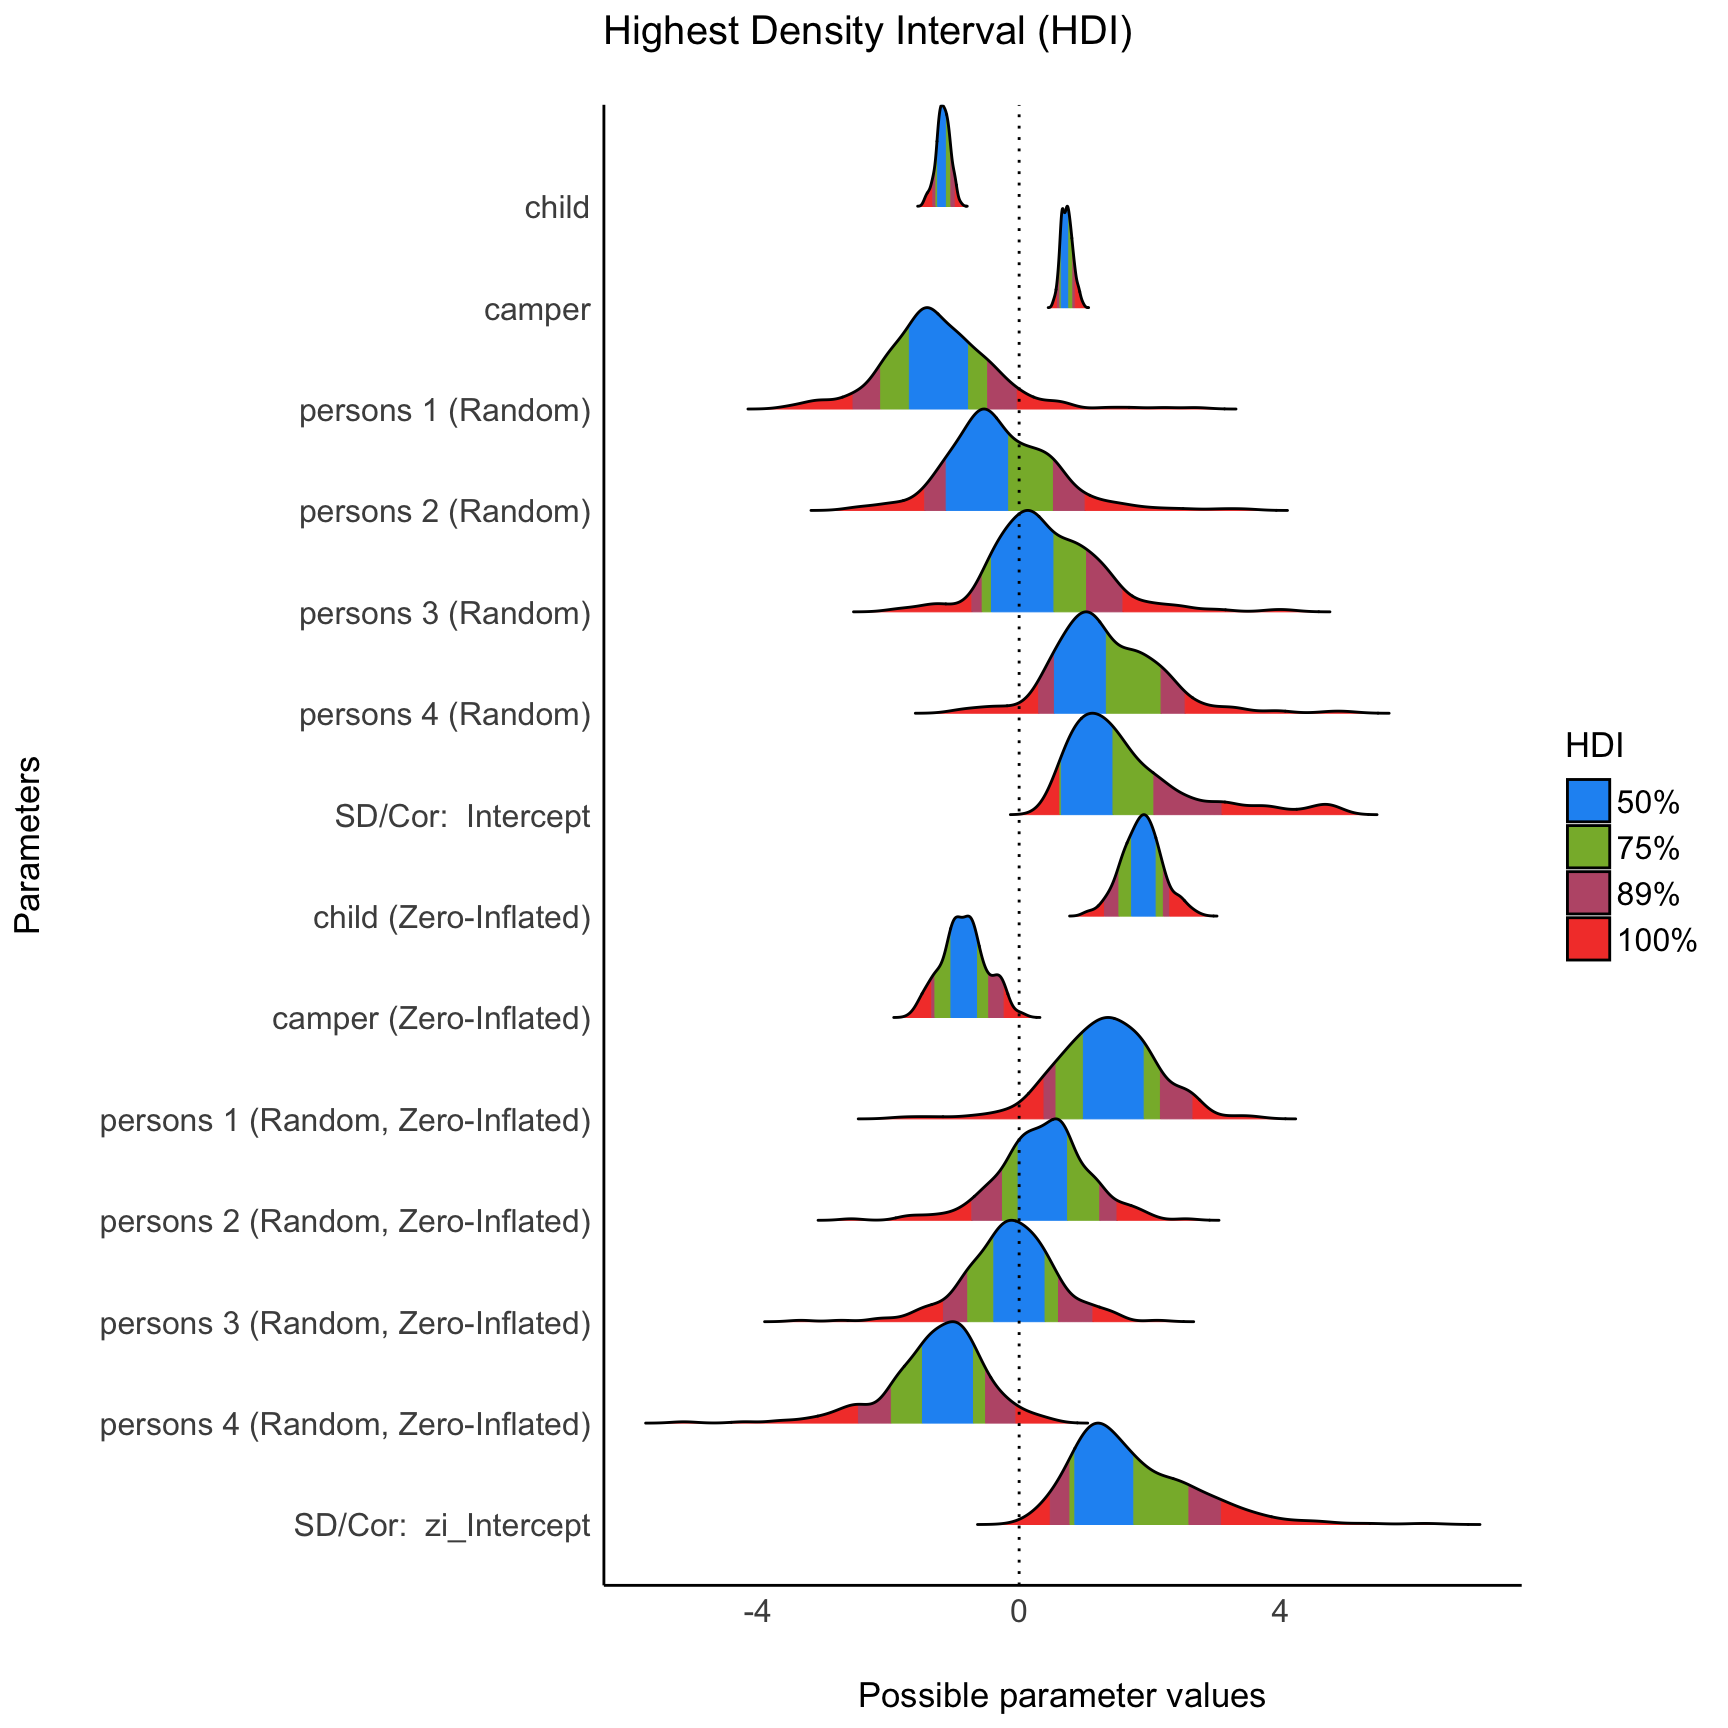 Highest Density Interval (HDI)
child
camper
persons 1 (Random)
persons 2 (Random)
persons 3 (Random)
persons 4 (Random)
SD/Cor:  Intercept
child (Zero-Inflated)
camper (Zero-Inflated)
persons 1 (Random, Zero-Inflated)
persons 2 (Random, Zero-Inflated)
persons 3 (Random, Zero-Inflated)
persons 4 (Random, Zero-Inflated)
SD/Cor:  zi_Intercept
Parameters
-4
0
4
Possible parameter values
HDI
50%
75%
89%
100%